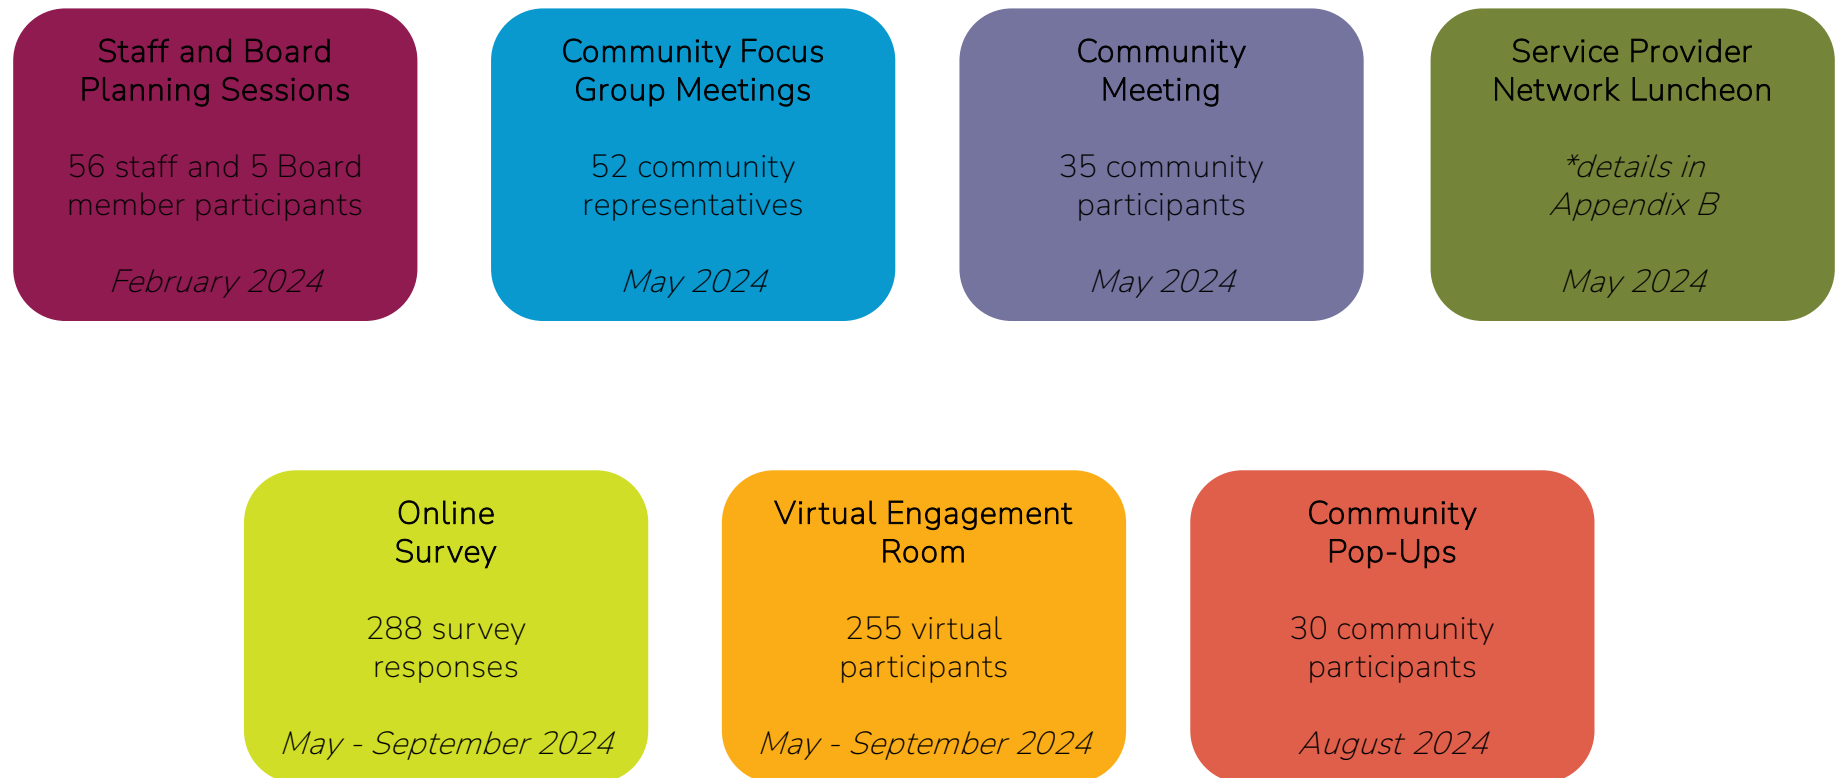 Staff and Board
Planning Sessions
56 staff and 5 Board
member participants
February 2024
Community Focus
Group Meetings
52 community
representatives
May 2024
Community
Meeting
35 community
participants
May 2024
Service Provider
Network Luncheon
*details in
Appendix B
May 2024
Online
Survey
288 survey
responses
May - September 2024
Virtual Engagement
Room
255 virtual
participants
May - September 2024
Community
Pop-Ups
30 community
participants
August 2024